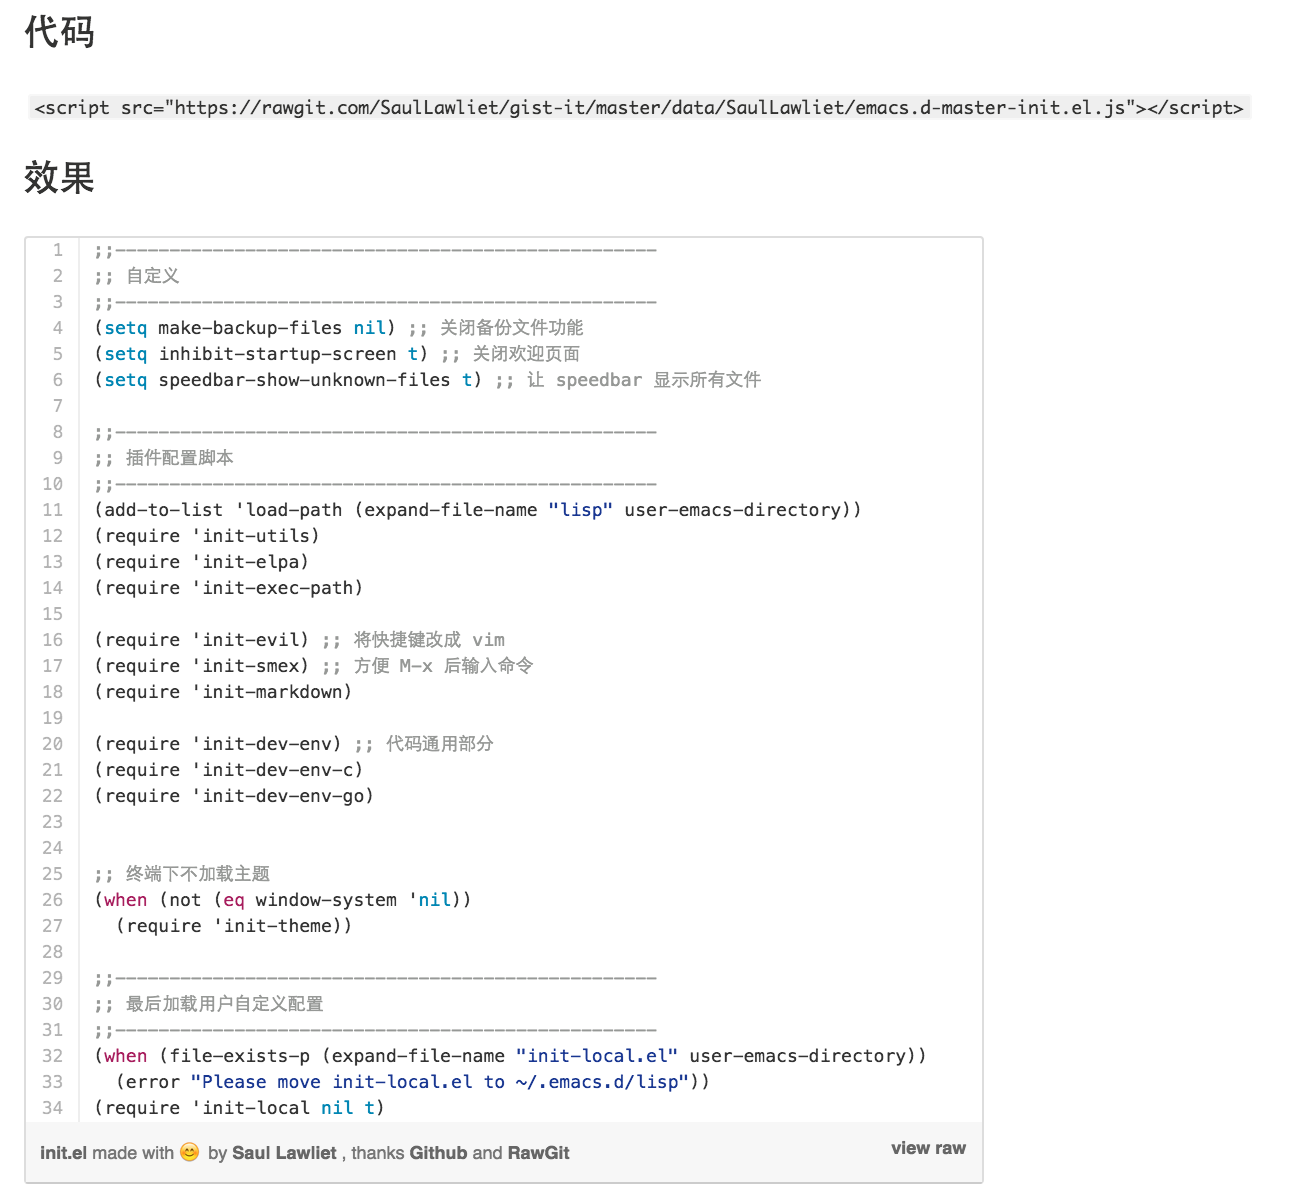 代码
<script src="https://rawgit.com/SaulLawliet/gist-it/master/data/SaulLawliet/emacs.d-master-init.el.js"></script>
效果
1 ;;--------------------------------------------------
2 ;; 自定义
3 ;;--------------------------------------------------
4 (setq make-backup-files nil) ;; 关闭备份文件功能
5 (setq inhibit-startup-screen t) ;; 关闭欢迎页面
6 (setq speedbar-show-unknown-files t) ;; 让 speedbar 显示所有文件
7
8 ;;--------------------------------------------------
9 ;; 插件配置脚本
10 ;;--------------------------------------------------
11 (add-to-list 'load-path (expand-file-name "lisp" user-emacs-directory))
12 (require 'init-utils)
13 (require 'init-elpa)
14 (require 'init-exec-path)
15
16 (require 'init-evil) ;; 将快捷键改成 vim
17 (require 'init-smex) ;; 方便 M-x 后输入命令
18 (require 'init-markdown)
19
20 (require 'init-dev-env) ;; 代码通用部分
21 (require 'init-dev-env-c)
22 (require 'init-dev-env-go)
23
24
25 ;; 终端下不加载主题
26 (when (not (eq window-system 'nil))
27   (require 'init-theme))
28
29 ;;--------------------------------------------------
30 ;; 最后加载用户自定义配置
31 ;;--------------------------------------------------
32 (when (file-exists-p (expand-file-name "init-local.el" user-emacs-directory))
33   (error "Please move init-local.el to ~/.emacs.d/lisp"))
34 (require 'init-local nil t)
init.el made with 😊 by Saul Lawliet , thanks Github and RawGit view raw